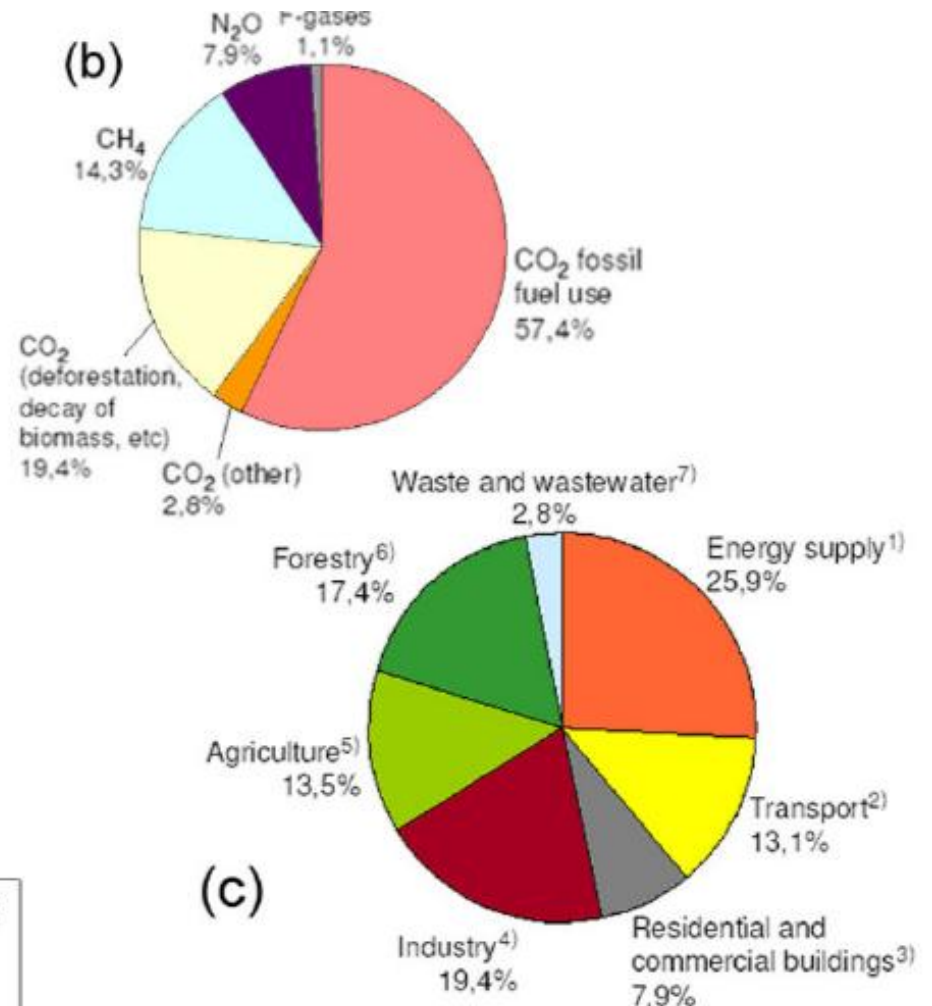 (b)
N₂O
7,9%
F-gases
1,1%
CH₄
14,3%
CO₂ fossil
fuel use
57,4%
CO₂
(deforestation,
decay of
biomass, etc)
19,4%
CO₂ (other)
2,8%
Waste and wastewater⁷⁾
2,8%
Energy supply¹⁾
25,9%
Forestry⁶⁾
17,4%
Agriculture⁵⁾
13,5%
Transport²⁾
13,1%
(c)
Industry⁴⁾
19,4%
Residential and
commercial buildings³⁾
7,9%